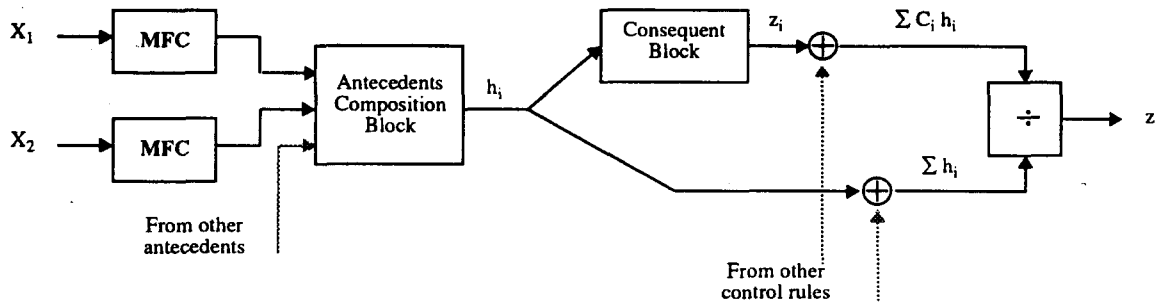 X₁
MFC
X₂
MFC
From other
antecedents
Antecedents
Composition
Block
hᵢ
Consequent
Block
zᵢ
Σ Cᵢ hᵢ
÷
z
Σ hᵢ
From other
control rules